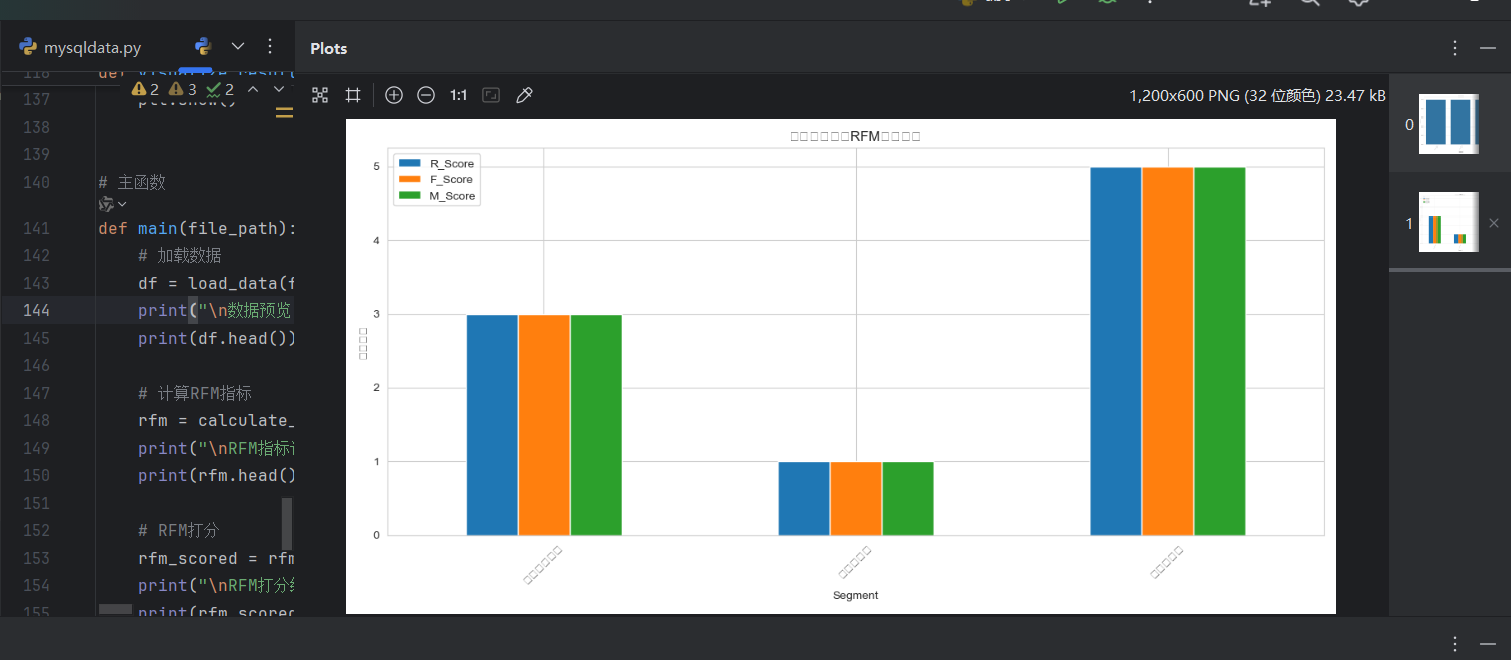 mysqldata.py
Plots
2 3 2
1:1
1,200x600 PNG (32 位颜色) 23.47 kB
137
138
139
140 # 主函数
141 def main(file_path):
142 # 加载数据
143 df = load_data(f
144 print("\n数据预览
145 print(df.head())
146
147 # 计算RFM指标
148 rfm = calculate_
149 print("\nRFM指标
150 print(rfm.head()
151
152 # RFM打分
153 rfm_scored = rfm
154 print("\nRFM打分
155 print(rfm_scored
□□□□□□RFM□□□□
R_Score
F_Score
M_Score
5
4
3
2
1
0
□□□□
□□□□□□
□□□□□
□□□□□
Segment
0
1